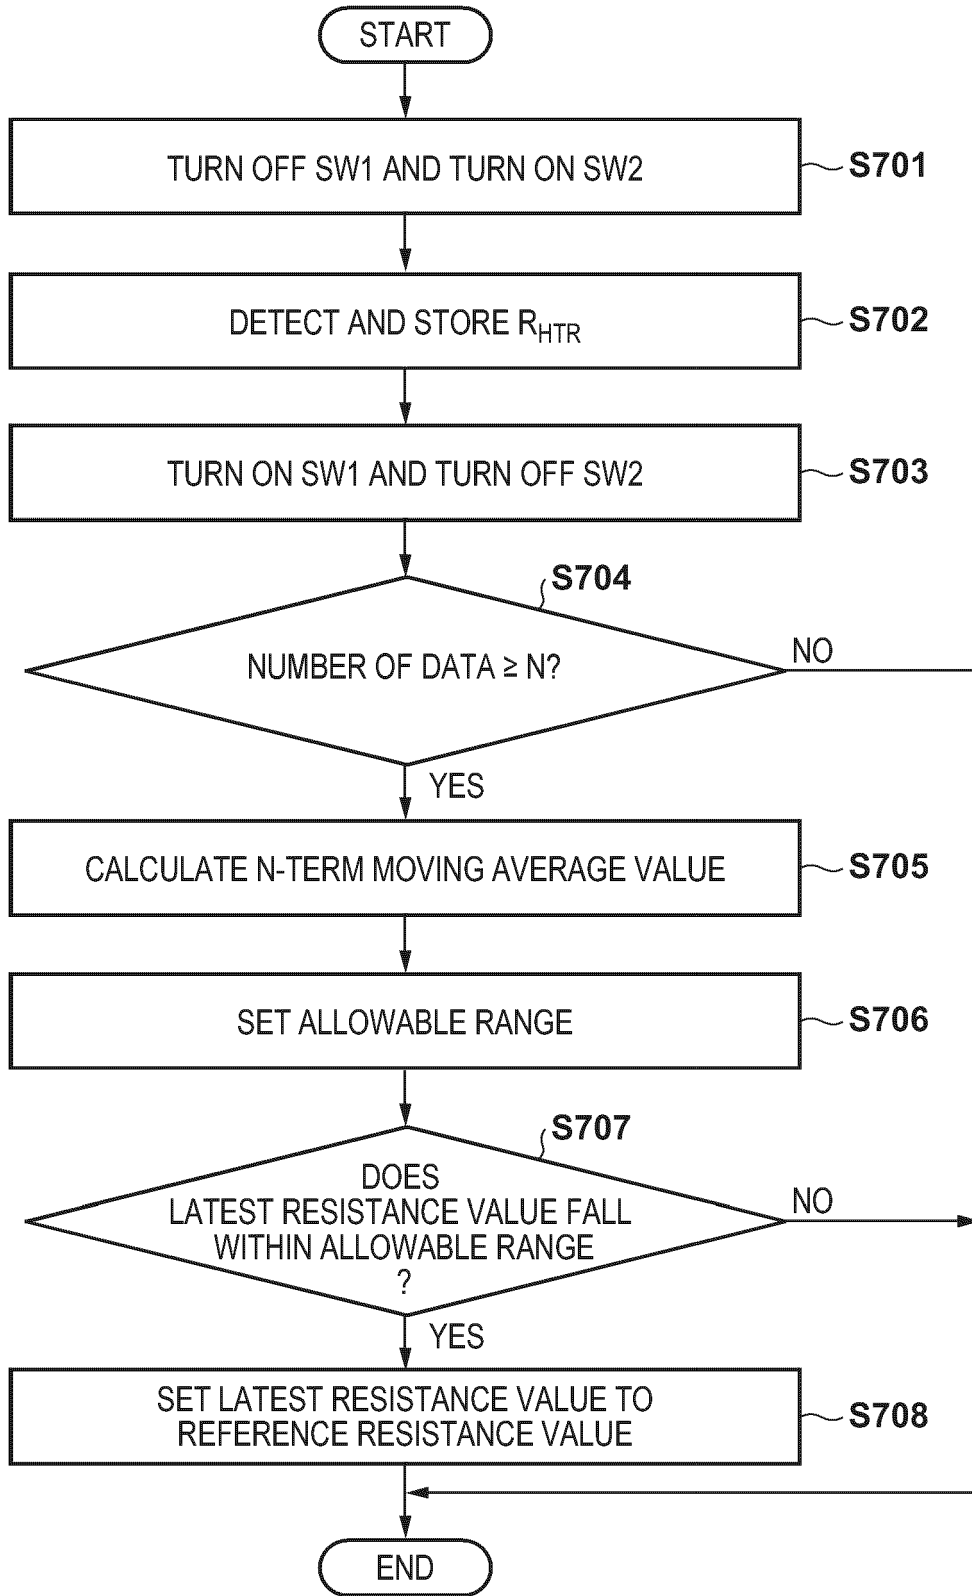 START
TURN OFF SW1 AND TURN ON SW2
S701
DETECT AND STORE RHTR
S702
TURN ON SW1 AND TURN OFF SW2
S703
S704
NUMBER OF DATA ≥ N?
NO
YES
CALCULATE N-TERM MOVING AVERAGE VALUE
S705
SET ALLOWABLE RANGE
S706
S707
DOES
LATEST RESISTANCE VALUE FALL
WITHIN ALLOWABLE RANGE
?
NO
YES
SET LATEST RESISTANCE VALUE TO
REFERENCE RESISTANCE VALUE
S708
END